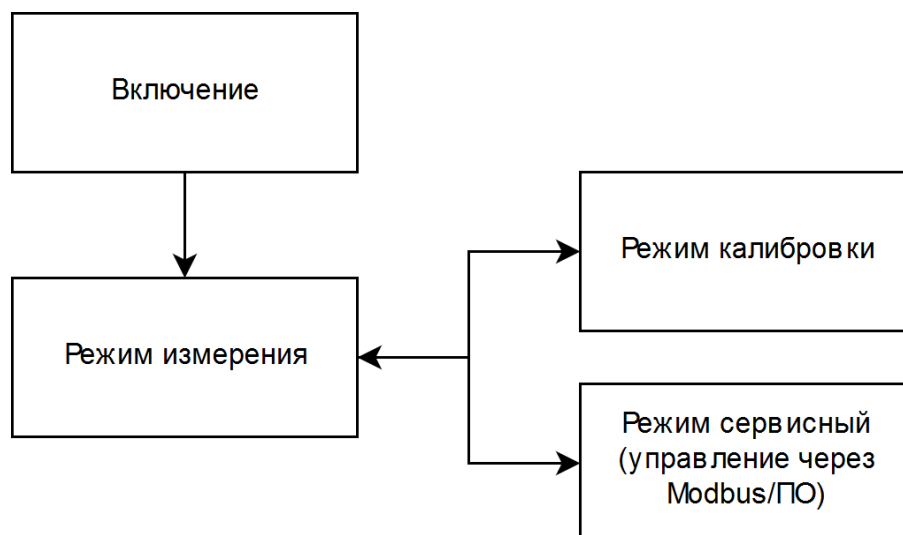 Включение
Режим калибровки
Режим измерения
Режим сервисный
(управление через
Modbus/ПО)